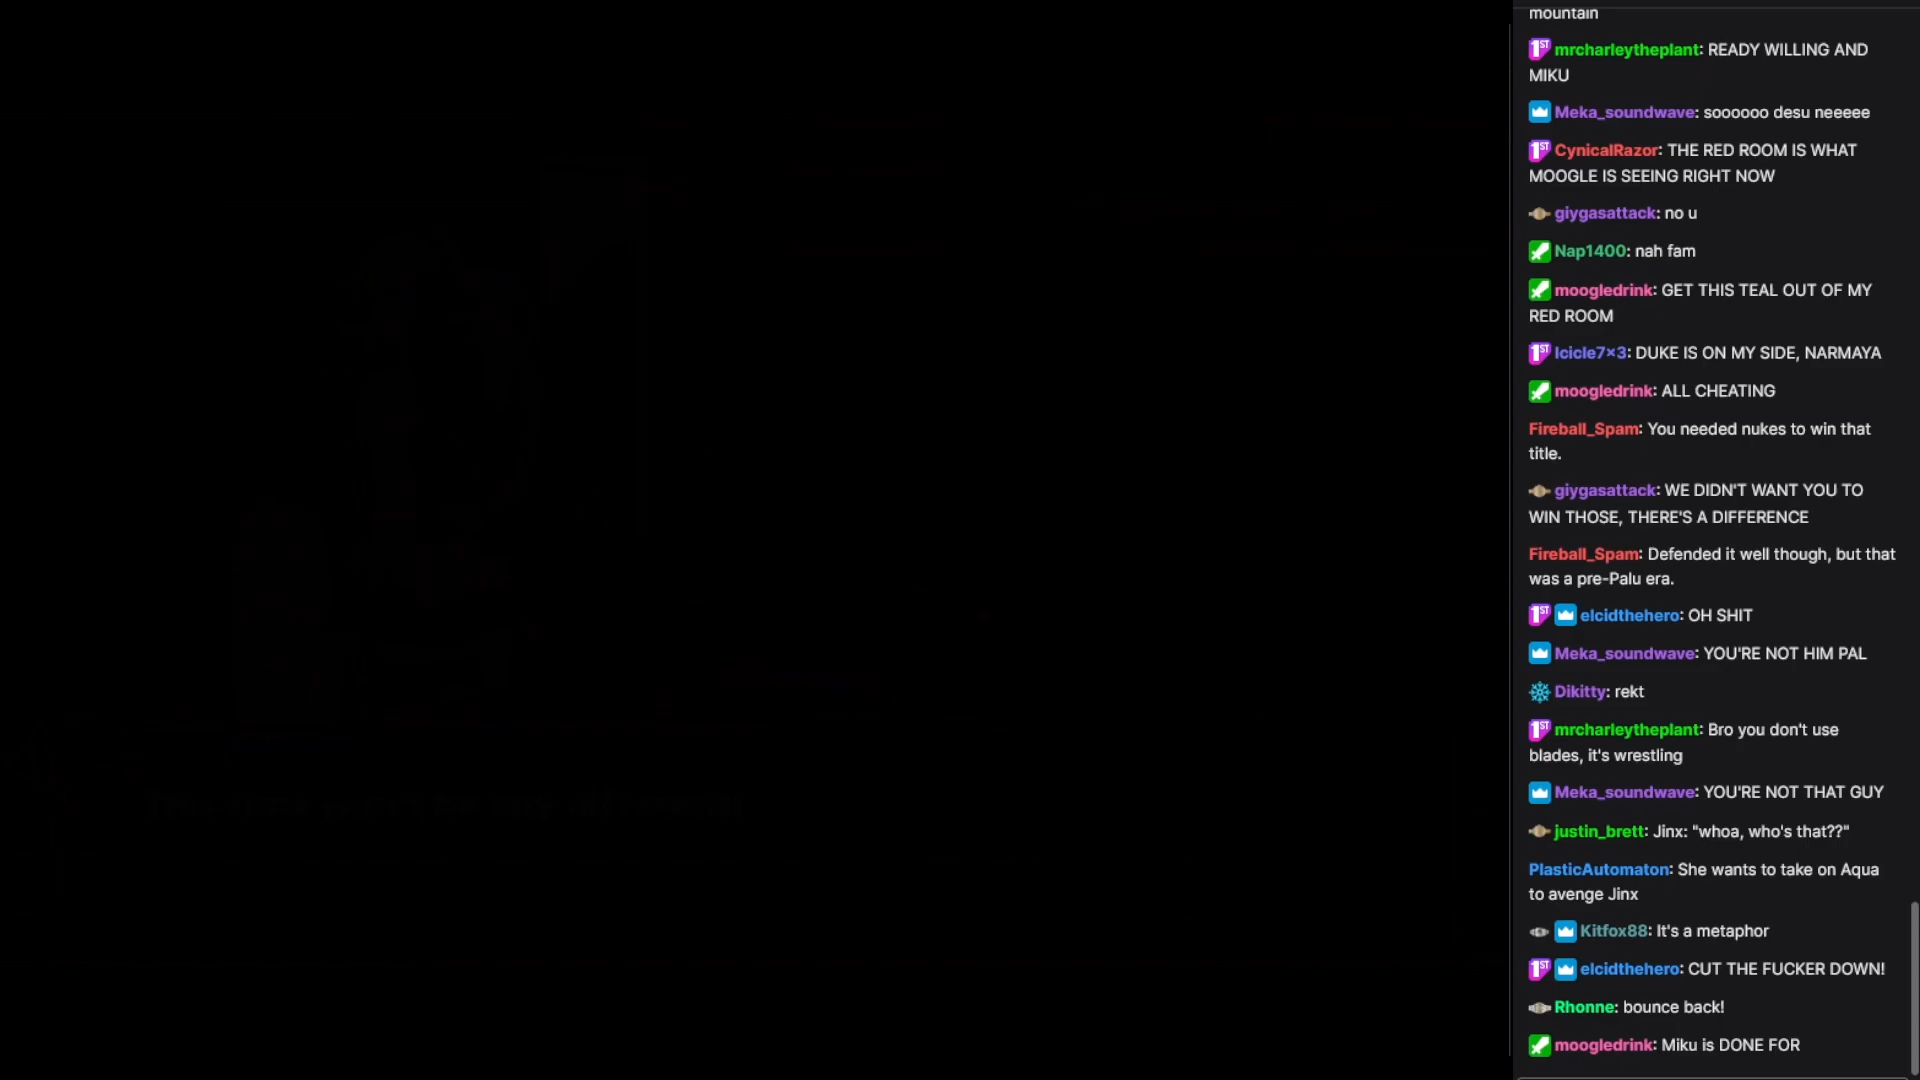 mountain
mrcharleytheplant: READY WILLING AND
MIKU
Meka_soundwave: soooooo desu neeeee
CynicalRazor: THE RED ROOM IS WHAT
MOOGLE IS SEEING RIGHT NOW
giygasattack: no u
Nap1400: nah fam
moogledrink: GET THIS TEAL OUT OF MY
RED ROOM
Icicle7x3: DUKE IS ON MY SIDE, NARMAYA
moogledrink: ALL CHEATING
Fireball_Spam: You needed nukes to win that
title.
giygasattack: WE DIDN'T WANT YOU TO
WIN THOSE, THERE'S A DIFFERENCE
Fireball_Spam: Defended it well though, but that
was a pre-Palu era.
elcidthehero: OH SHIT
Meka_soundwave: YOU'RE NOT HIM PAL
Dikitty: rekt
mrcharleytheplant: Bro you don't use
blades, it's wrestling
Meka_soundwave: YOU'RE NOT THAT GUY
justin_brett: Jinx: "whoa, who's that??"
PlasticAutomaton: She wants to take on Aqua
to avenge Jinx
Kitfox88: It's a metaphor
elcidthehero: CUT THE FUCKER DOWN!
Rhonne: bounce back!
moogledrink: Miku is DONE FOR